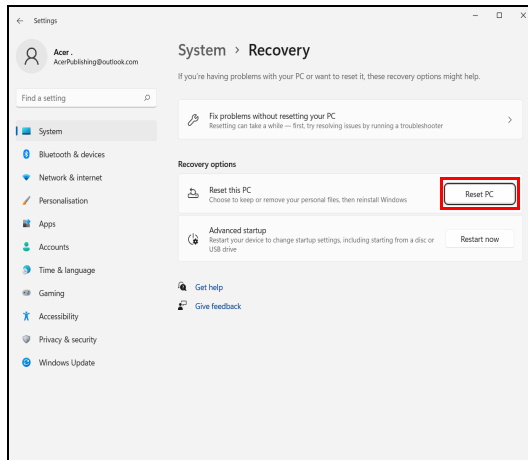 Settings
Acer .
AcerPublishing@outlook.com
Find a setting
System
Bluetooth & devices
Network & internet
Personalisation
Apps
Accounts
Time & language
Gaming
Accessibility
Privacy & security
Windows Update
System > Recovery
If you're having problems with your PC or want to reset it, these recovery options might help.
Fix problems without resetting your PC
Resetting can take a while — first, try resolving issues by running a troubleshooter
Recovery options
Reset this PC
Choose to keep or remove your personal files, then reinstall Windows
Reset PC
Advanced startup
Restart your device to change startup settings, including starting from a disc or
USB drive
Restart now
Get help
Give feedback